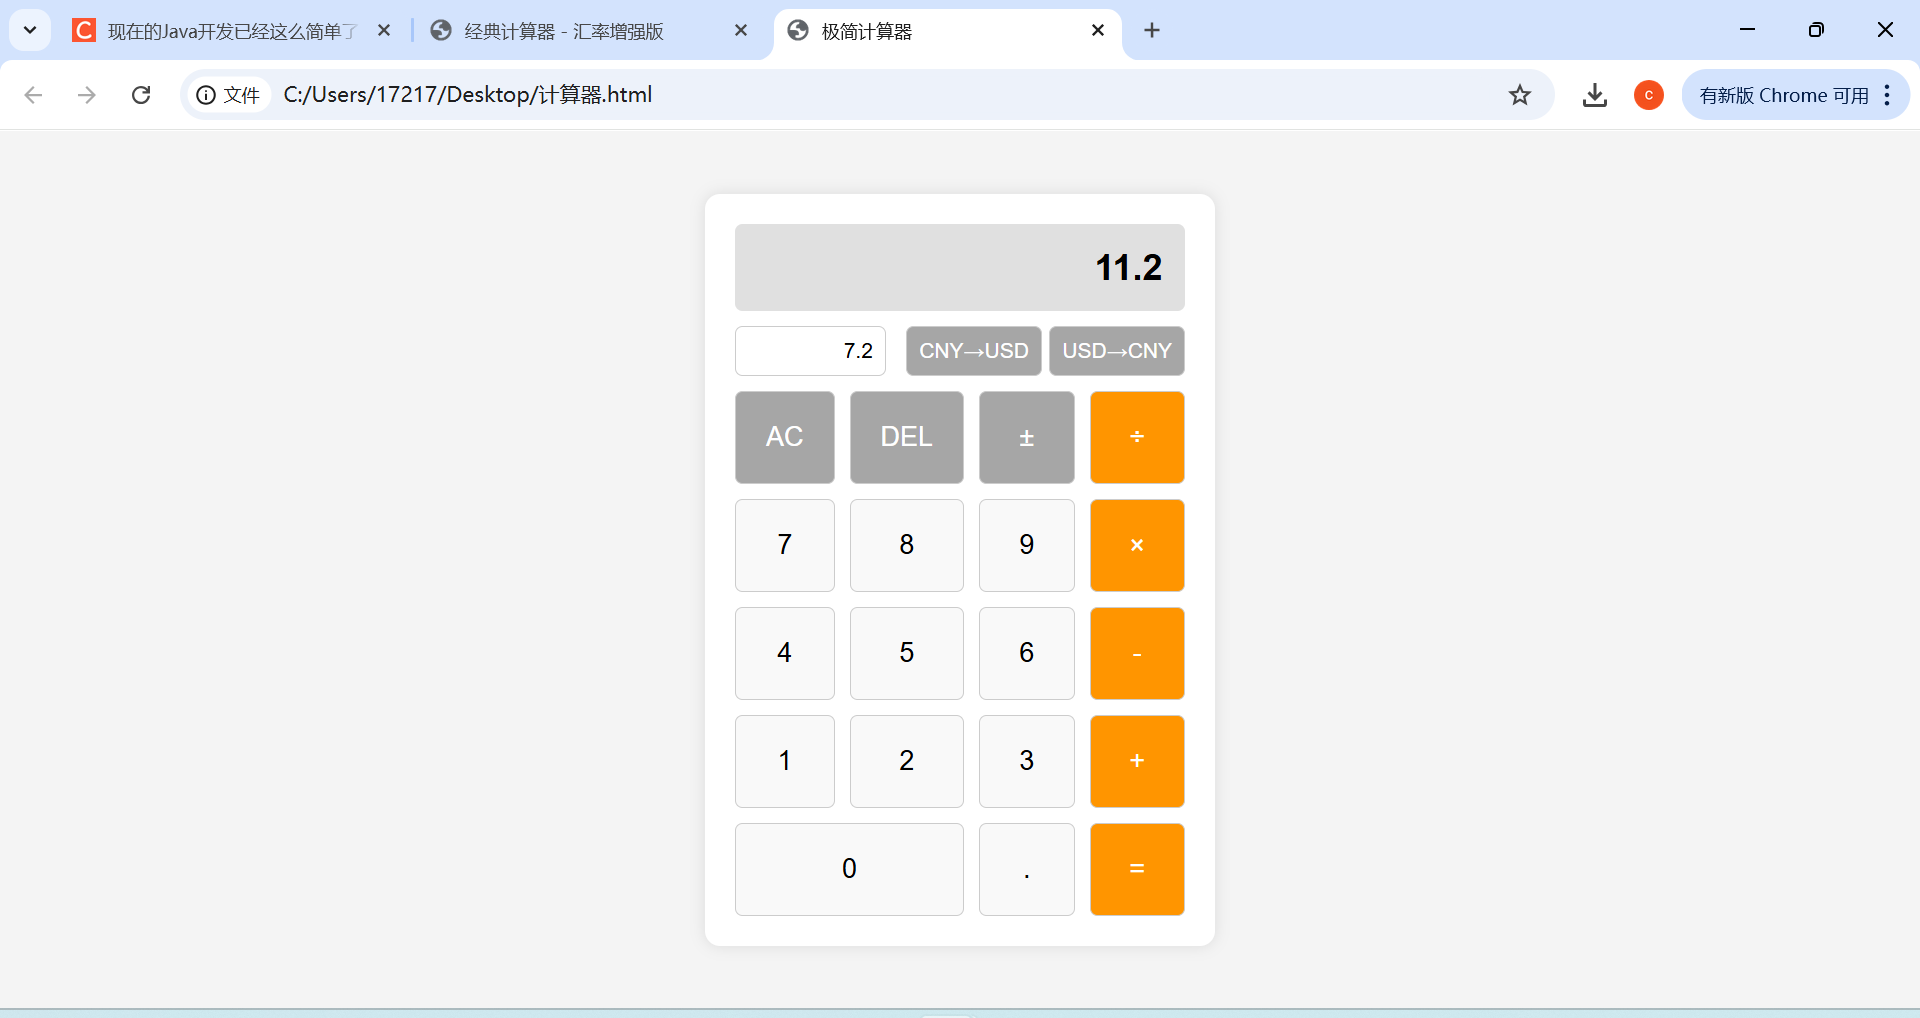 现在的Java开发已经这么简单了
经典计算器 - 汇率增强版
极简计算器
文件
C:/Users/17217/Desktop/计算器.html
C
有新版 Chrome 可用
11.2
7.2
CNY→USD
USD→CNY
AC
DEL
±
÷
7
8
9
×
4
5
6
-
1
2
3
+
0
.
=